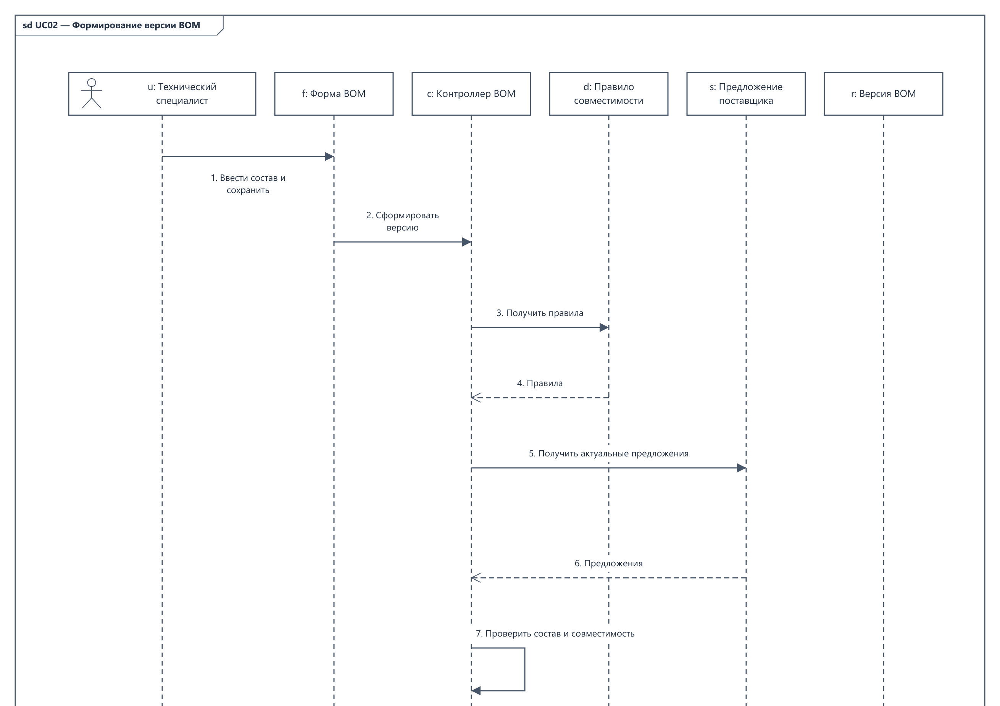 sd UC02 — Формирование версии BOM
u: Технический
специалист
f: Форма BOM
c: Контроллер BOM
d: Правило
совместимости
s: Предложение
поставщика
r: Версия BOM
1. Ввести состав и
сохранить
2. Сформировать
версию
3. Получить правила
4. Правила
5. Получить актуальные предложения
6. Предложения
7. Проверить состав и совместимость